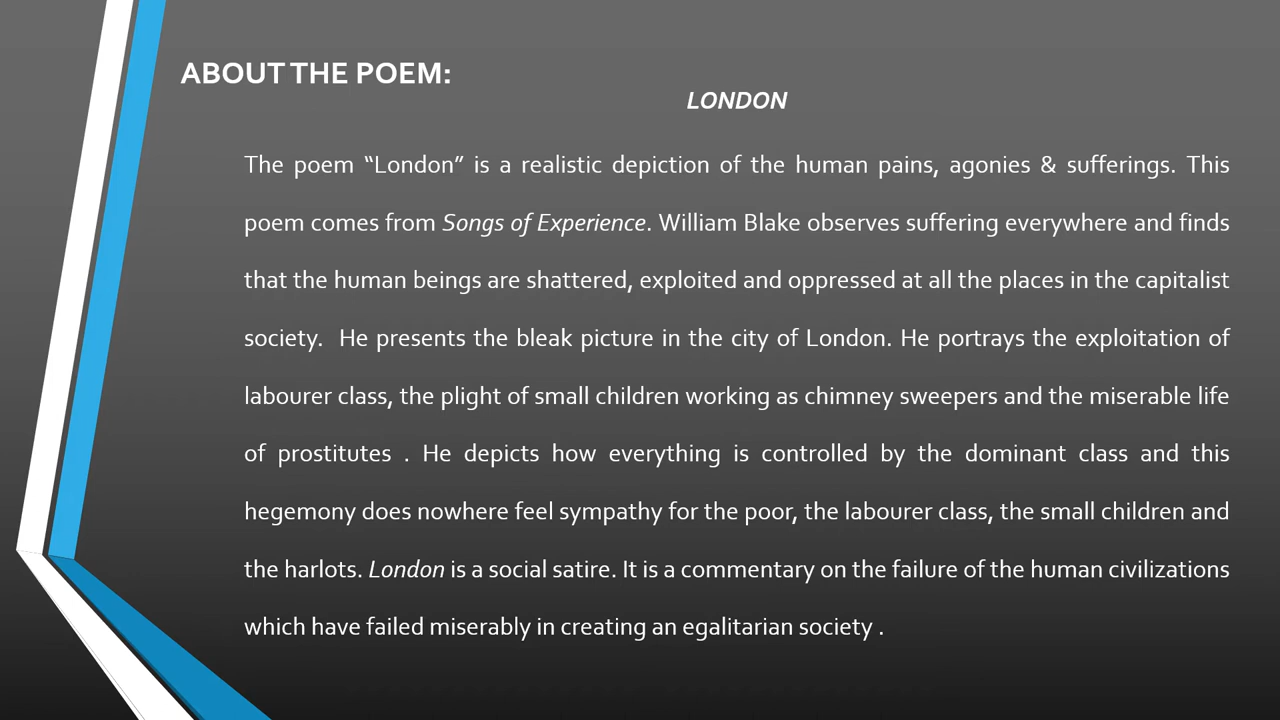 ABOUT THE POEM:
LONDON
The poem “London” is a realistic depiction of the human pains, agonies & sufferings. This
poem comes from Songs of Experience. William Blake observes suffering everywhere and finds
that the human beings are shattered, exploited and oppressed at all the places in the capitalist
society.  He presents the bleak picture in the city of London. He portrays the exploitation of
labourer class, the plight of small children working as chimney sweepers and the miserable life
of prostitutes . He depicts how everything is controlled by the dominant class and this
hegemony does nowhere feel sympathy for the poor, the labourer class, the small children and
the harlots. London is a social satire. It is a commentary on the failure of the human civilizations
which have failed miserably in creating an egalitarian society .